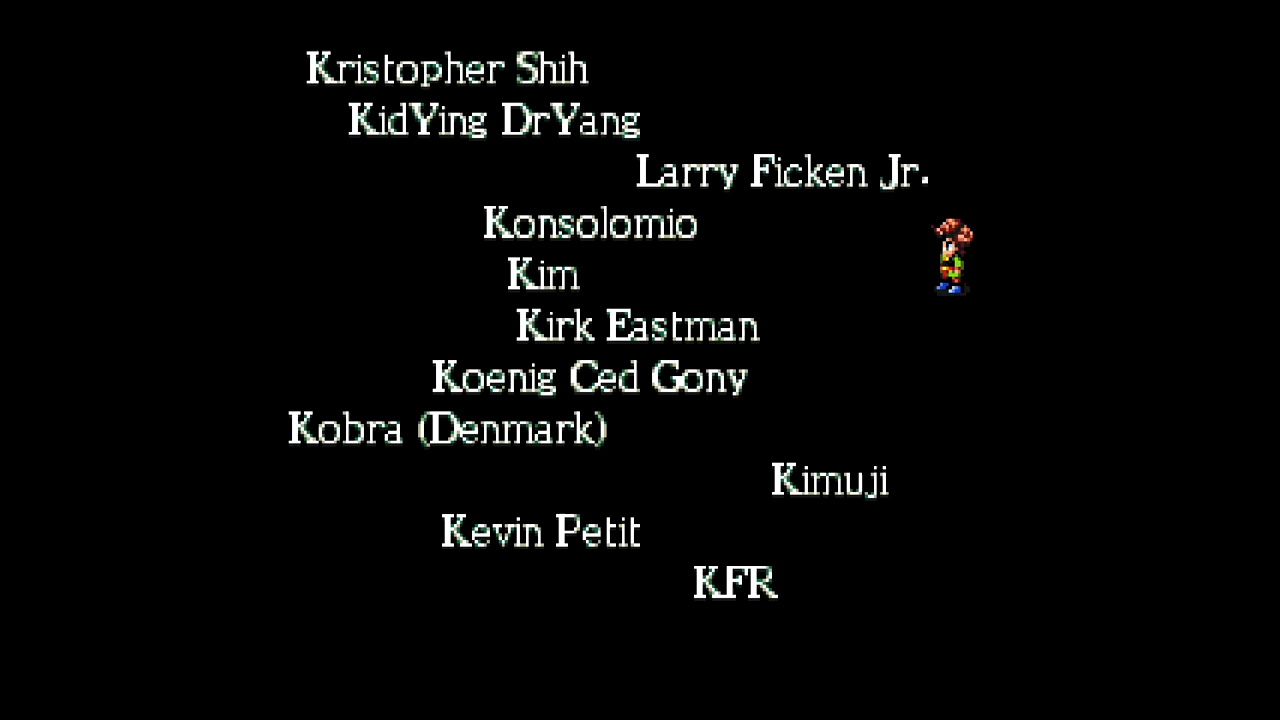 Kristopher Shih
KidYing DrYang
Larry Ficken Jr.
Konsolomio
Kim
Kirk Eastman
Koenig Ced Gony
Kobra (Denmark)
Kimuji
Kevin Petit
KFR